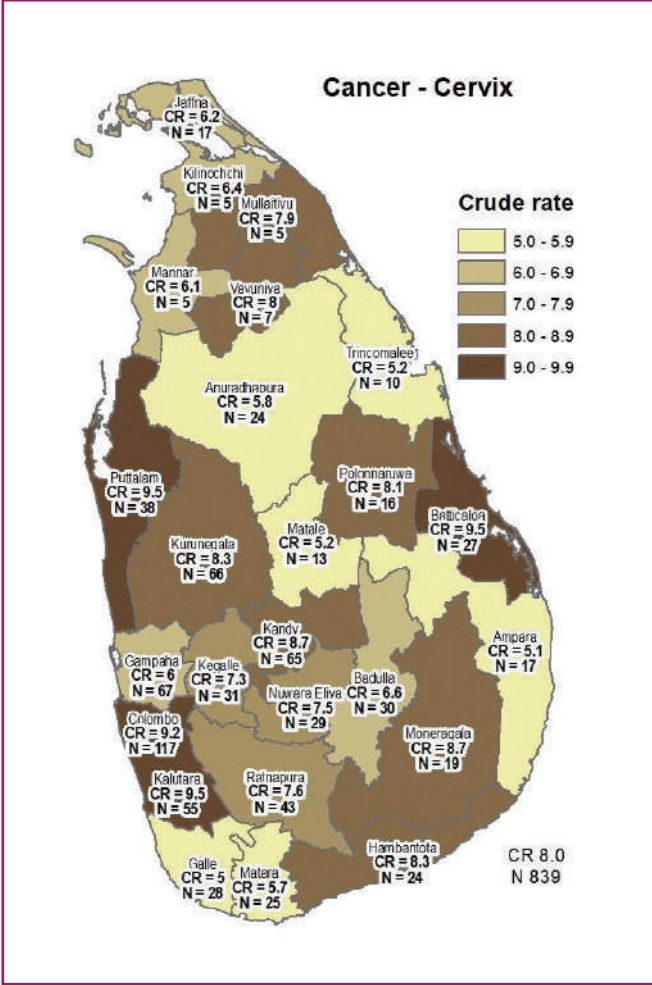 Cancer - Cervix
Jaffna
CR = 6.2
N = 17
Kilinochchi
CR = 6.4
N = 5
Mullaitivu
CR = 7.9
N = 5
Mannar
CR = 6.1
N = 5
Vavuniya
CR = 8
N = 7
Crude rate
5.0 - 5.9
6.0 - 6.9
7.0 - 7.9
8.0 - 8.9
9.0 - 9.9
Trincomalee
CR = 5.2
N = 10
Anuradhapura
CR = 5.8
N = 24
Puttalam
CR = 9.5
N = 38
Polonnaruwa
CR = 8.1
N = 16
Batticaloa
CR = 9.5
N = 27
Kurunegala
CR = 8.3
N = 66
Matale
CR = 5.2
N = 13
Kandy
CR = 8.7
N = 65
Ampara
CR = 5.1
N = 17
Gampaha
CR = 6
N = 67
Kegalle
CR = 7.3
N = 31
Nuwara Eliya
CR = 7.5
N = 29
Badulla
CR = 6.6
N = 30
Colombo
CR = 9.2
N = 117
Moneragala
CR = 8.7
N = 19
Kalutara
CR = 9.5
N = 55
Ratnapura
CR = 7.6
N = 43
Galle
CR = 5
N = 28
Matara
CR = 5.7
N = 25
Hambantota
CR = 8.3
N = 24
CR 8.0
N 839